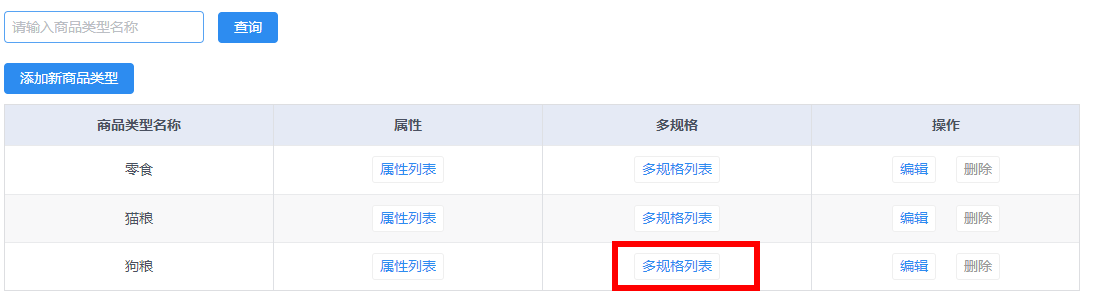 请输入商品类型名称 查询
添加新商品类型
商品类型名称 属性 多规格 操作
零食 属性列表 多规格列表 编辑 删除
猫粮 属性列表 多规格列表 编辑 删除
狗粮 属性列表 多规格列表 编辑 删除